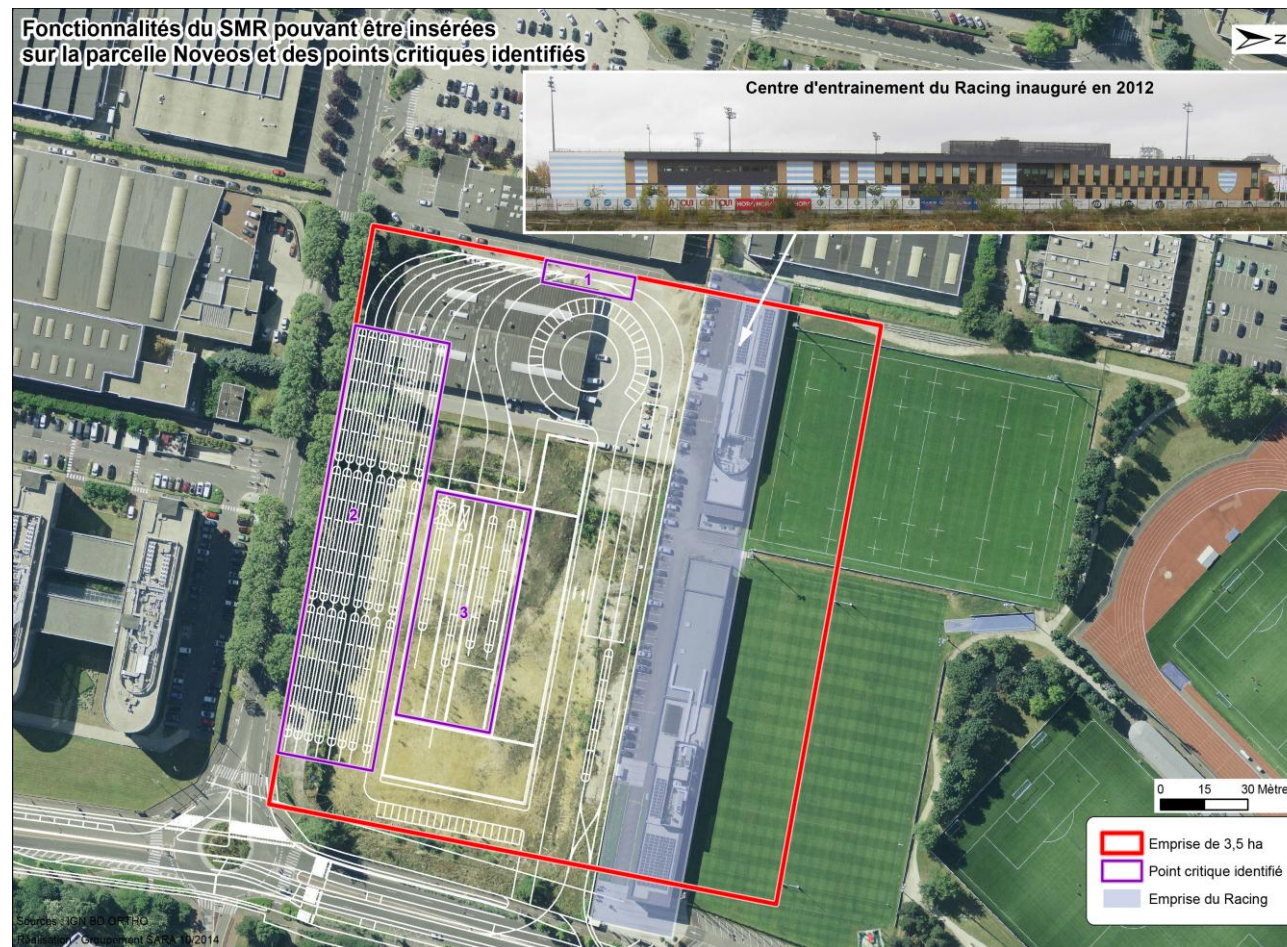 Fonctionnalités du SMR pouvant être insérées
sur la parcelle Noveos et des points critiques identifiés
N
Centre d'entrainement du Racing inauguré en 2012
1
2
3
0 15 30 Mètre
Emprise de 3,5 ha
Point critique identifié
Emprise du Racing
Sources : IGN BD ORTHO
Réalisation : Groupement SARA 10/2014